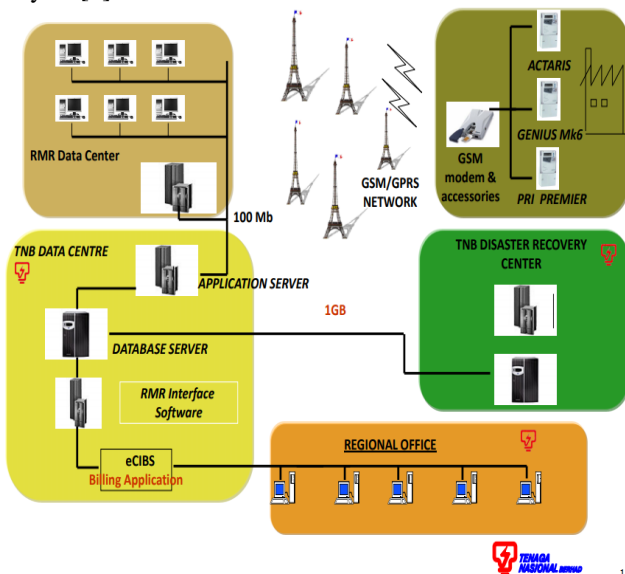 ACTARIS
GENIUS Mk6
PRI PREMIER
GSM
modem &
accessories
RMR Data Center
GSM/GPRS
NETWORK
100 Mb
TNB DATA CENTRE
APPLICATION SERVER
DATABASE SERVER
RMR Interface
Software
eCIBS
Billing Application
1GB
TNB DISASTER RECOVERY
CENTER
REGIONAL OFFICE
TENAGA
NASIONAL BERHAD
1